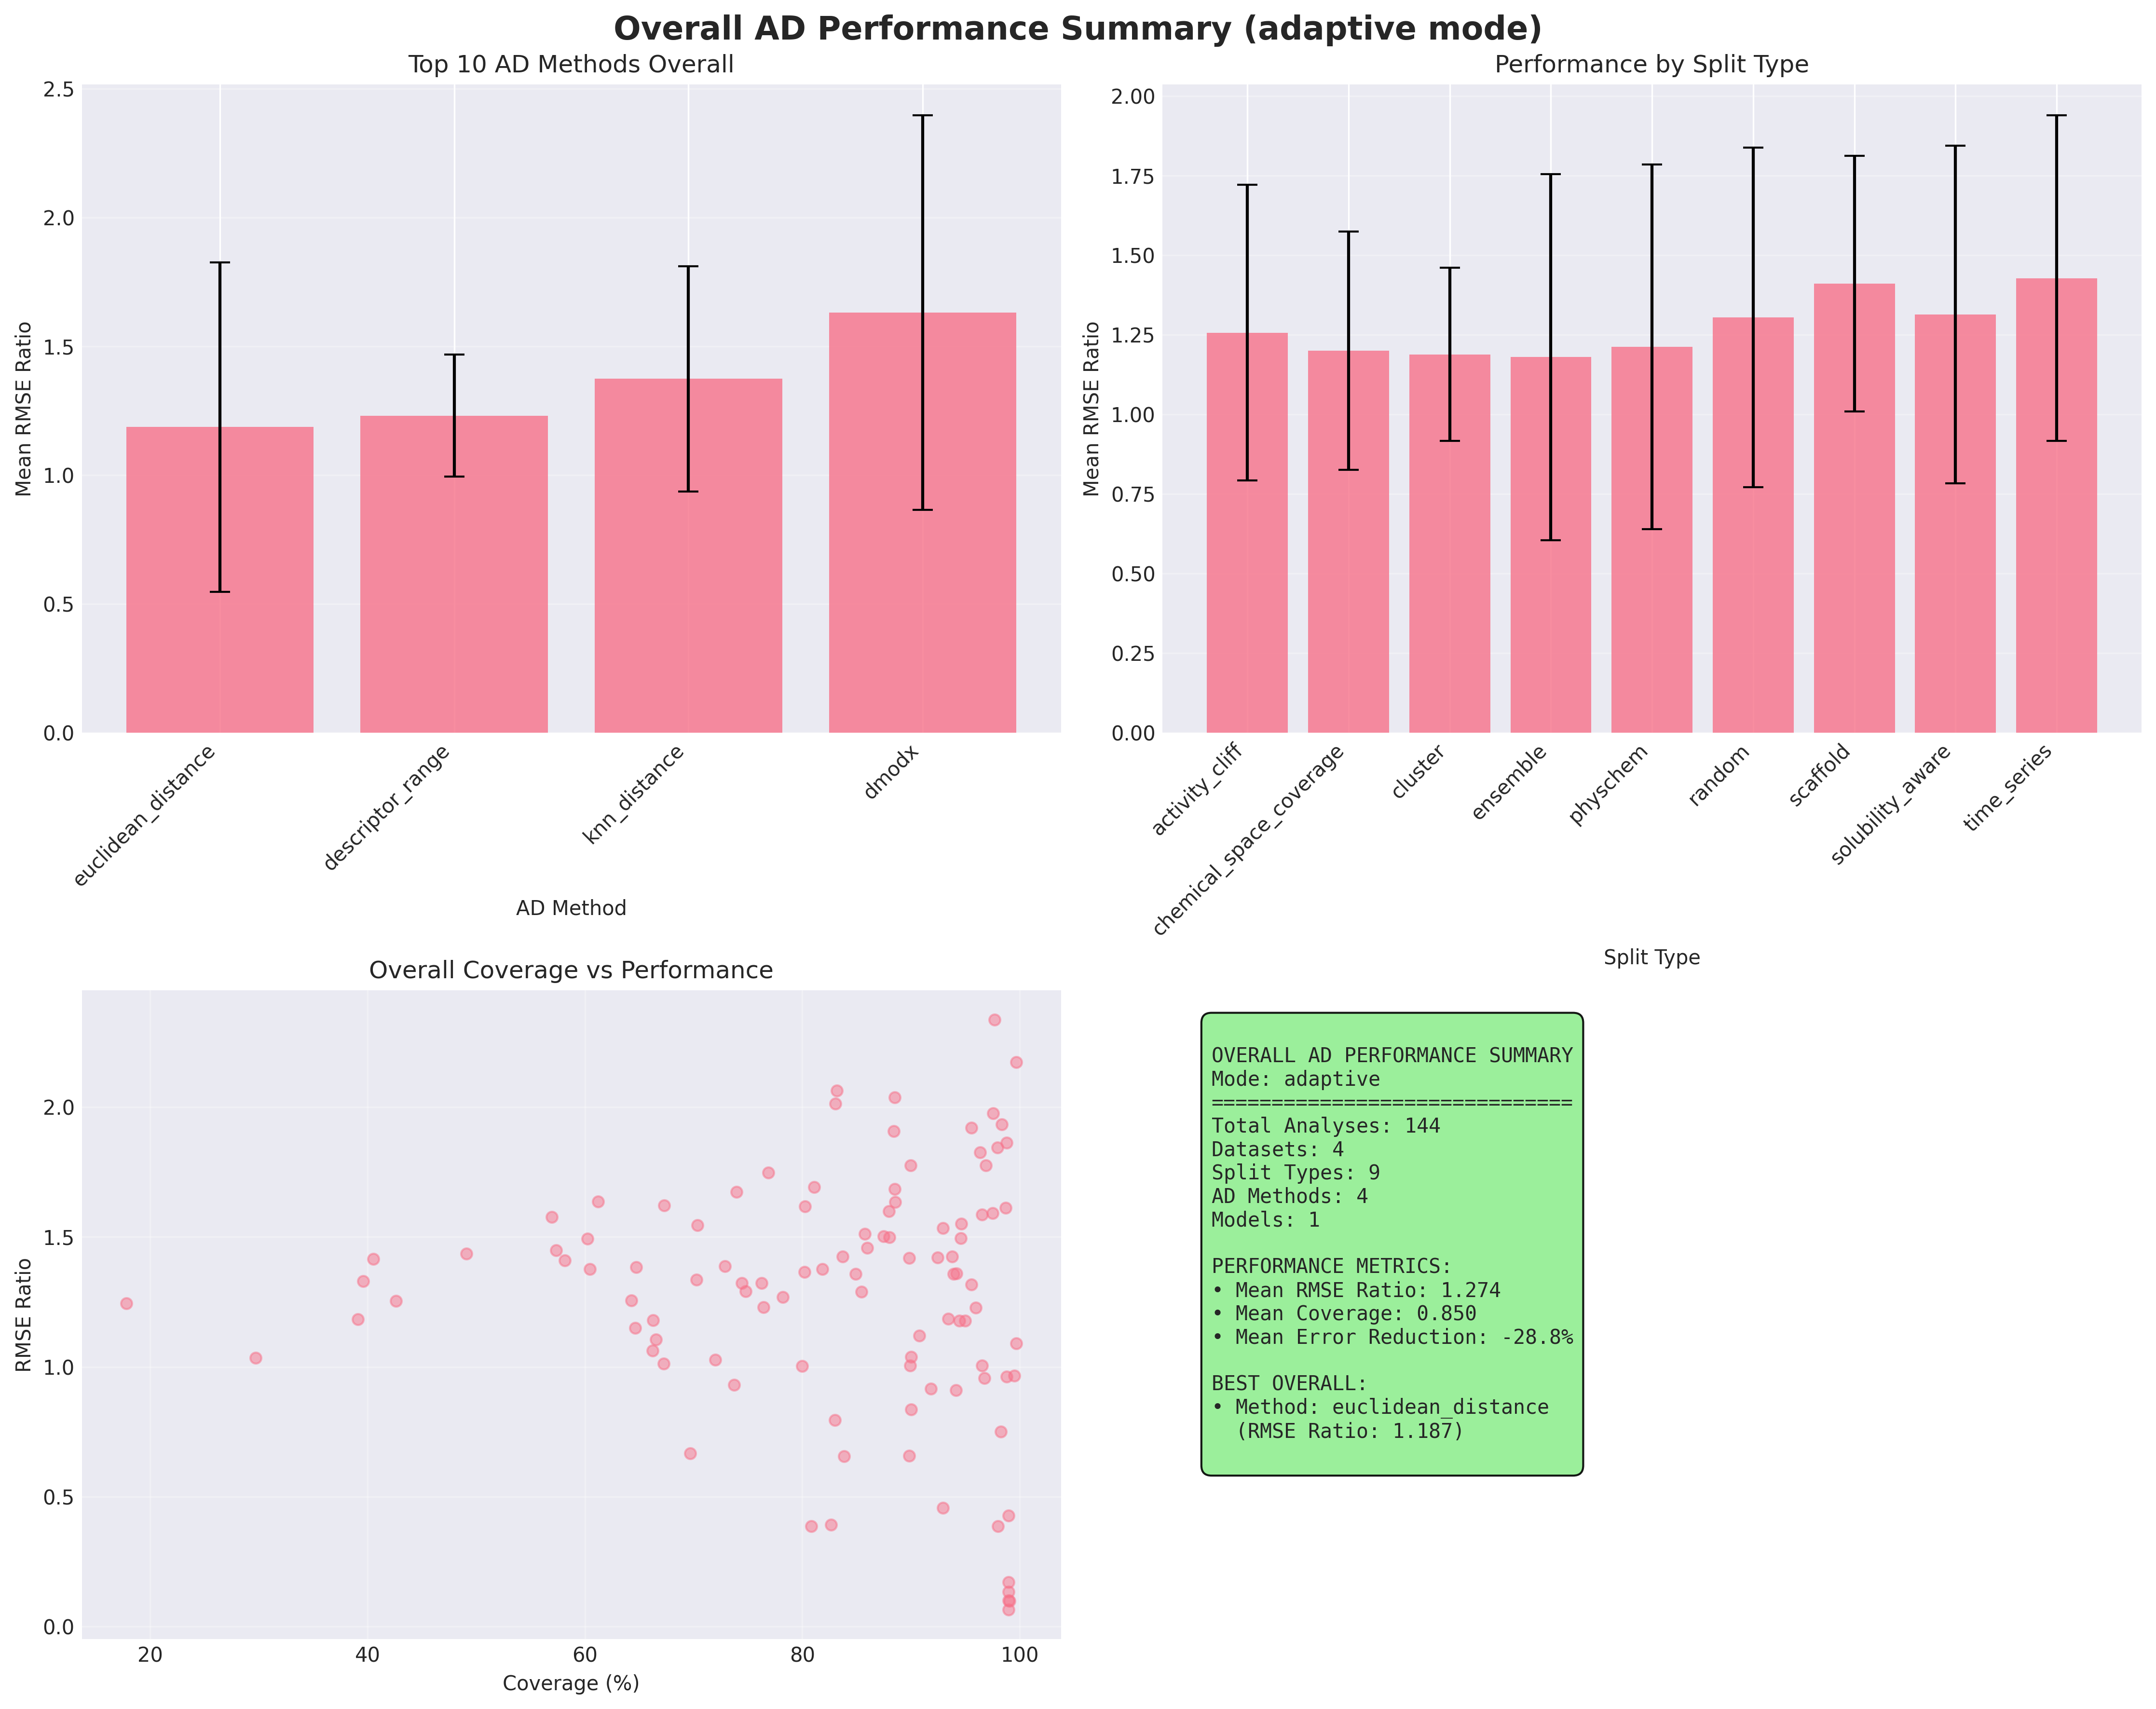 Overall AD Performance Summary (adaptive mode)
Top 10 AD Methods Overall
Mean RMSE Ratio
2.5
2.0
1.5
1.0
0.5
0.0
euclidean_distance
descriptor_range
knn_distance
dmodx
AD Method
Performance by Split Type
Mean RMSE Ratio
2.00
1.75
1.50
1.25
1.00
0.75
0.50
0.25
0.00
activity_cliff
chemical_space_coverage
cluster
ensemble
physchem
random
scaffold
solubility_aware
time_series
Split Type
Overall Coverage vs Performance
RMSE Ratio
2.0
1.5
1.0
0.5
0.0
20
40
60
80
100
Coverage (%)
OVERALL AD PERFORMANCE SUMMARY
Mode: adaptive
==============================
Total Analyses: 144
Datasets: 4
Split Types: 9
AD Methods: 4
Models: 1
PERFORMANCE METRICS:
• Mean RMSE Ratio: 1.274
• Mean Coverage: 0.850
• Mean Error Reduction: -28.8%
BEST OVERALL:
• Method: euclidean_distance
(RMSE Ratio: 1.187)